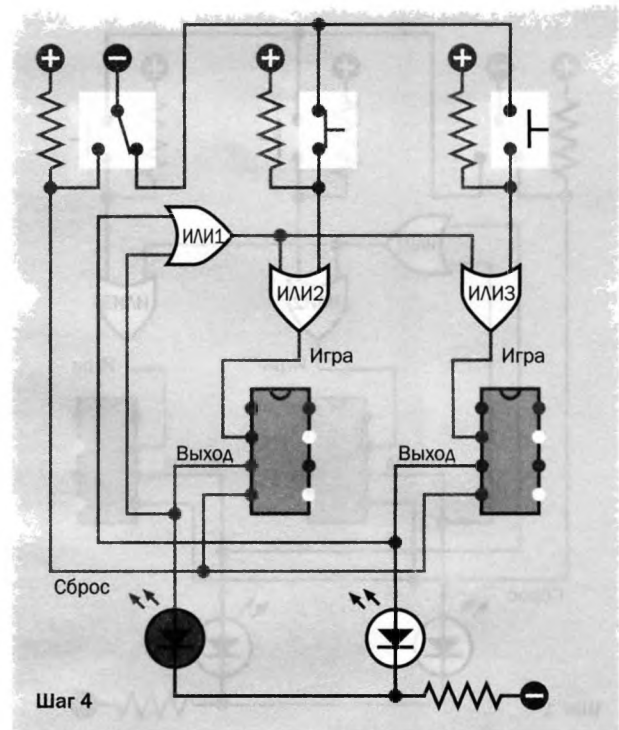 + − + +
ИЛИ1
ИЛИ2 ИЛИ3
Игра Игра
Выход Выход
Сброс
Шаг 4 −